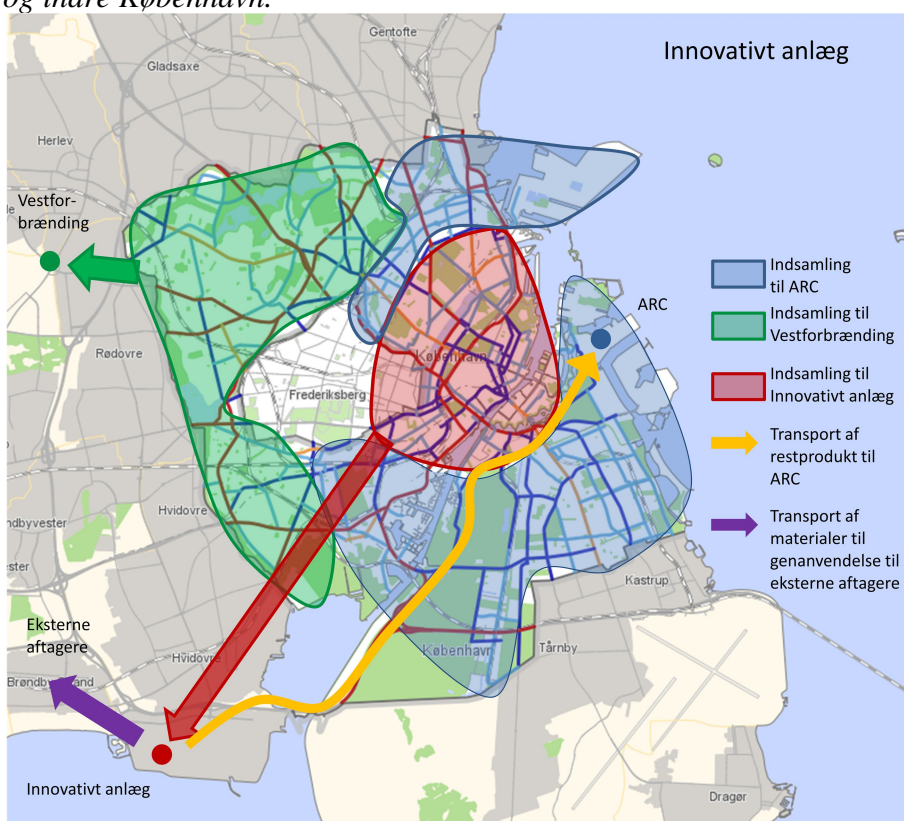 og indre København.
Innovativt anlæg
Gentofte
Gladsaxe
Herlev
Vestfor-
brænding
Indsamling
til ARC
ARC
Indsamling til
Vestforbrænding
Rødovre
København
Indsamling til
Innovativt anlæg
Frederiksberg
Transport af
restprodukt til
ARC
Hvidovre
Transport af
materialer til
genanvendelse til
eksterne aftagere
ndbyvester
ester
Kastrup
Eksterne
aftagere
Hvidovre
København
Tårnby
Innovativt anlæg
Dragør